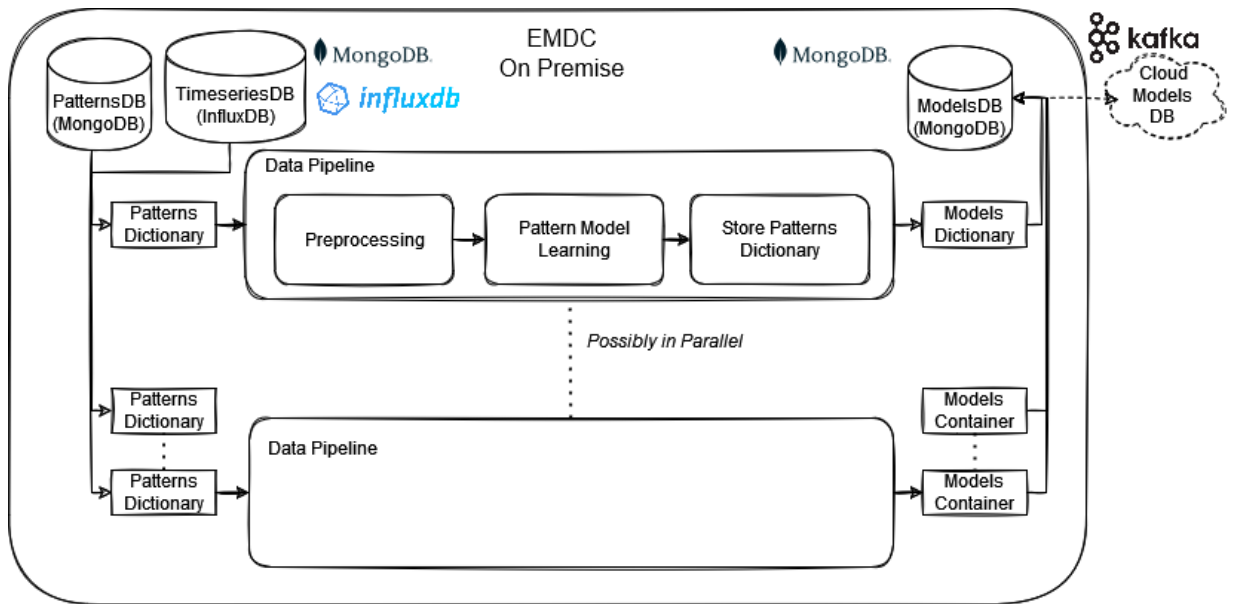 EMDC
On Premise
MongoDB.
influxdb
MongoDB.
kafka
PatternsDB
(MongoDB)
TimeseriesDB
(InfluxDB)
ModelsDB
(MongoDB)
Cloud
Models
DB
Data Pipeline
Patterns
Dictionary
Preprocessing
Pattern Model
Learning
Store Patterns
Dictionary
Models
Dictionary
Possibly in Parallel
Patterns
Dictionary
Models
Container
Data Pipeline
Patterns
Dictionary
Models
Container